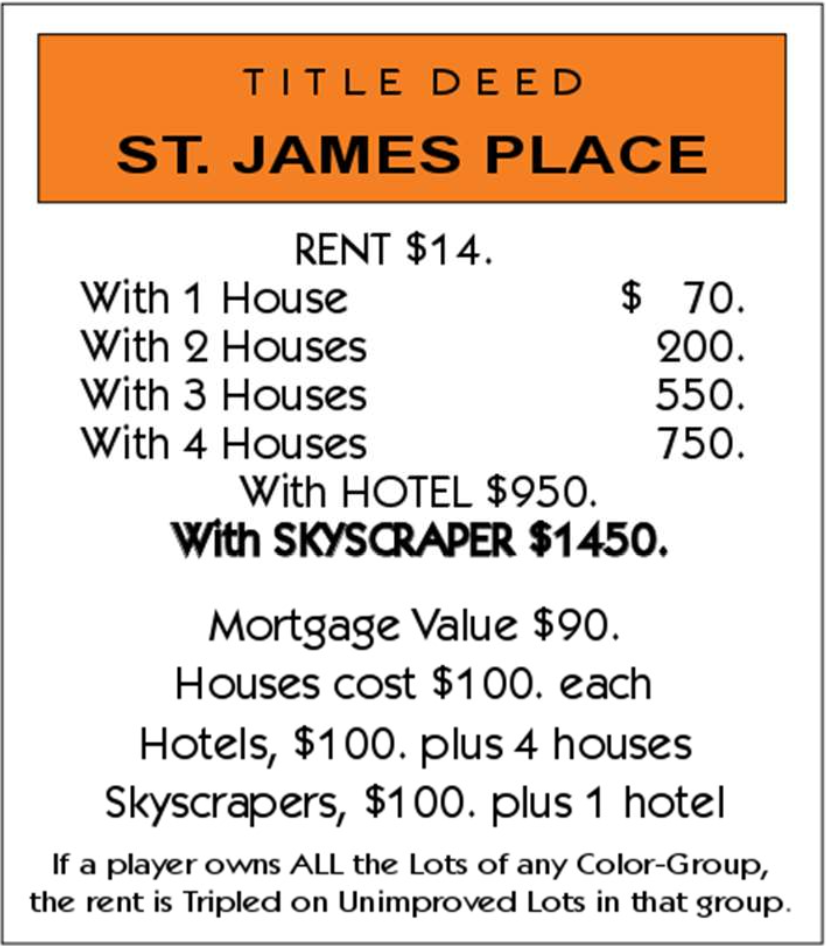 TITLE DEED
ST. JAMES PLACE
RENT $14.
With 1 House $ 70.
With 2 Houses 200.
With 3 Houses 550.
With 4 Houses 750.
With HOTEL $950.
With SKYSCRAPER $1450.
Mortgage Value $90.
Houses cost $100. each
Hotels, $100. plus 4 houses
Skyscrapers, $100. plus 1 hotel
If a player owns ALL the Lots of any Color-Group,
the rent is Tripled on Unimproved Lots in that group.